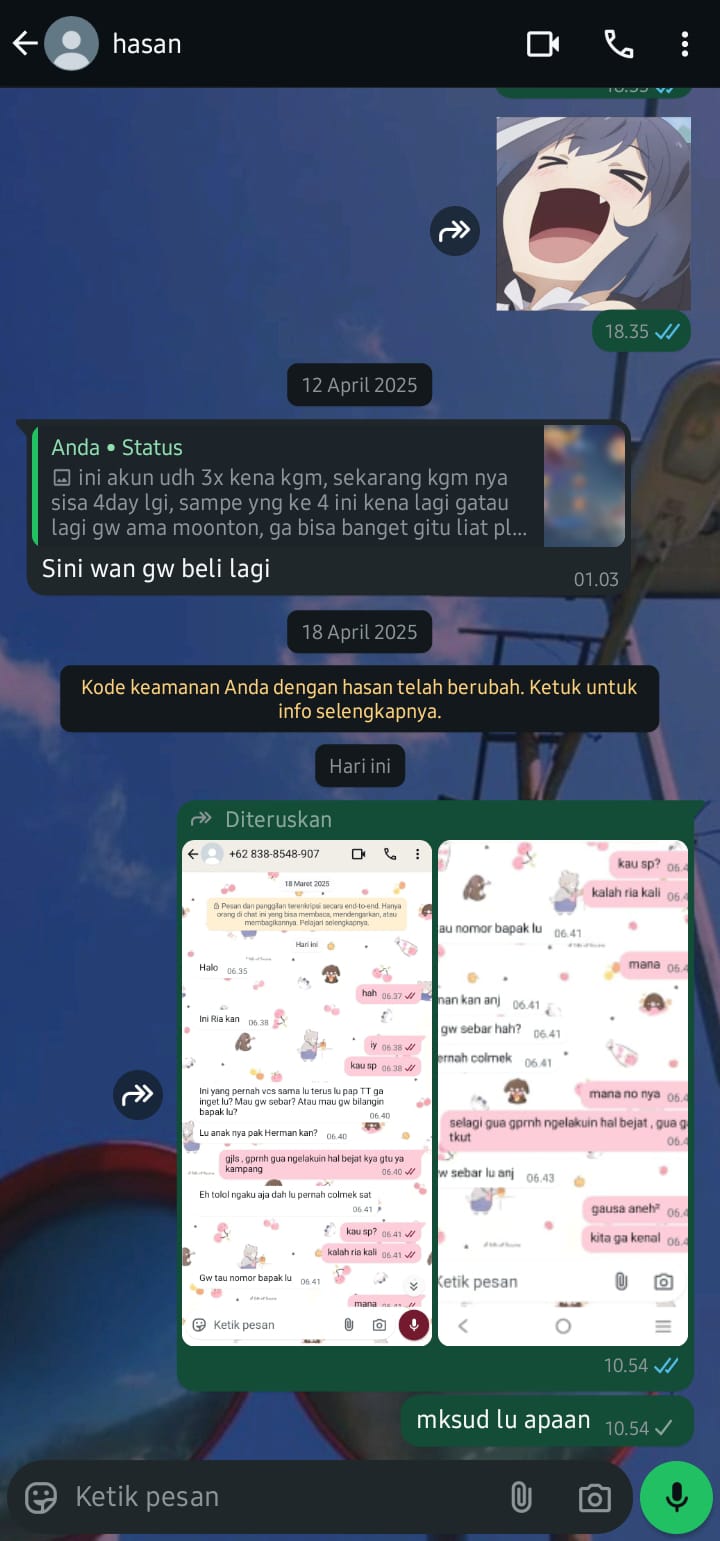 hasan
18.35
12 April 2025
Anda • Status
ini akun udh 3x kena kgm, sekarang kgm nya
sisa 4day lgi, sampe yng ke 4 ini kena lagi gatau
lagi gw ama moonton, ga bisa banget gitu liat pl...
Sini wan gw beli lagi
01.03
18 April 2025
Kode keamanan Anda dengan hasan telah berubah. Ketuk untuk
info selengkapnya.
Hari ini
Diteruskan
+62 838-8548-907
18 Maret 2025
Pesan dan panggilan terenkripsi secara end-to-end. Hanya
orang di chat ini yang bisa membaca, mendengarkan, atau
membagikannya. Pelajari selengkapnya.
Hari ini
Halo 06.35
hah 06.37
Ini Ria kan 06.38
iy 06.38
kau sp 06.38
Ini yang pernah vcs sama lu terus lu pap TT ga
inget lu? Mau gw sebar? Atau mau gw bilangin
bapak lu?
06.40
Lu anak nya pak Herman kan? 06.40
gjls , gprnh gua ngelakuin hal bejat kya gtu ya
kampang
06.40
Eh tolol ngaku aja dah lu pernah colmek sat
06.41
kau sp? 06.41
kalah ria kali 06.41
Gw tau nomor bapak lu 06.41
mana
Ketik pesan
kau sp? 06.4
kalah ria kali 06.4
au nomor bapak lu 06.41
mana 06.4
nan kan anj 06.41
gw sebar hah? 06.41
ernah colmek 06.41
mana no nya 06.4
selagi gua gprnh ngelakuin hal bejat , gua g
tkut
06.4
w sebar lu anj 06.43
gausa aneh² 06.4
kita ga kenal 06.4
Ketik pesan
10.54
mksud lu apaan 10.54
Ketik pesan